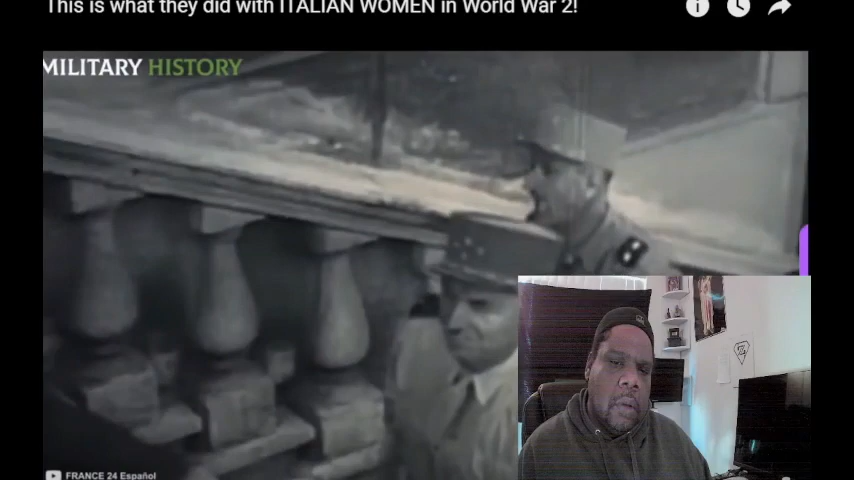 This is what they did with ITALIAN WOMEN in World War 2!
MILITARY HISTORY
FRANCE 24 Español